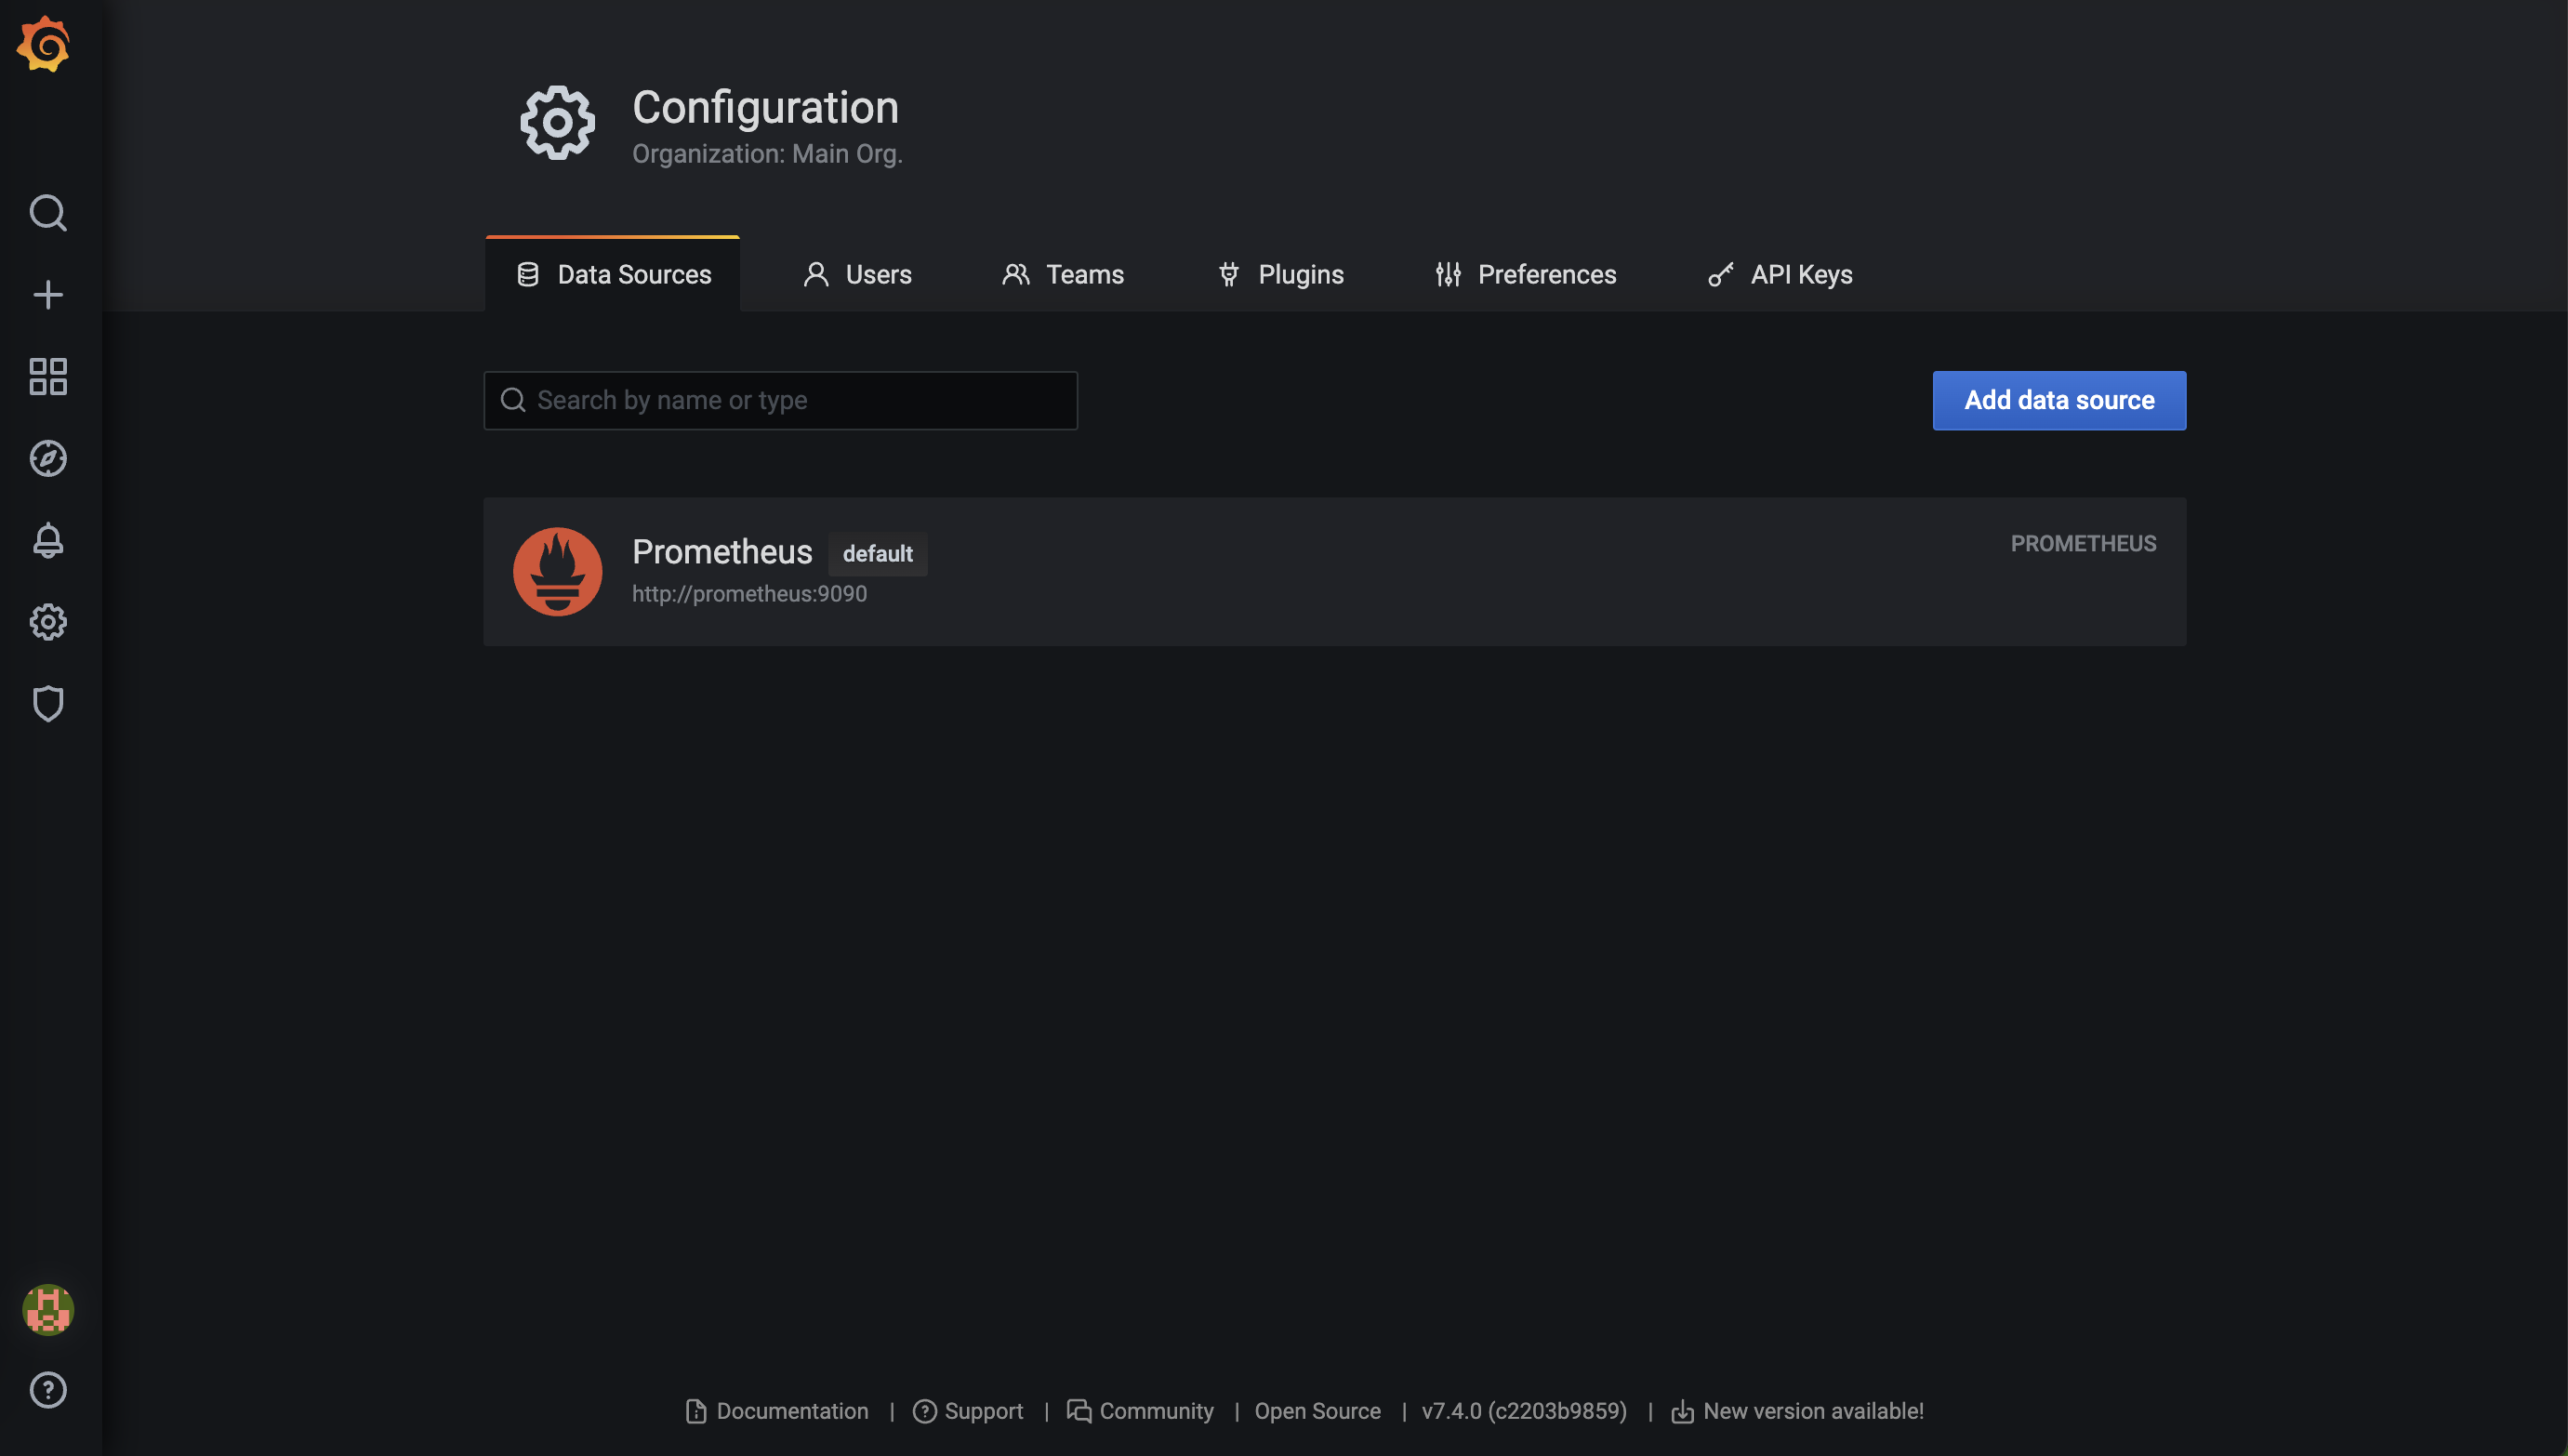 Configuration
Organization: Main Org.
Data Sources
Users
Teams
Plugins
Preferences
API Keys
Search by name or type
Add data source
Prometheus
default
PROMETHEUS
http://prometheus:9090
Documentation | Support | Community | Open Source | v7.4.0 (c2203b9859) | New version available!